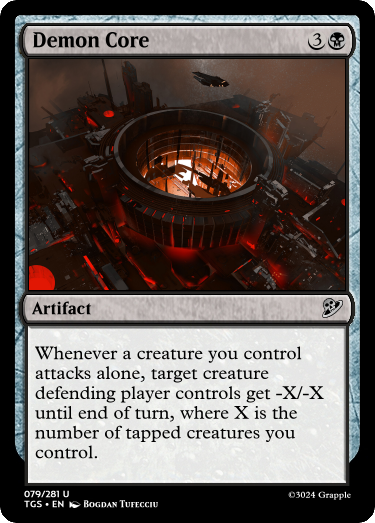 Demon Core 3
Artifact
Whenever a creature you control
attacks alone, target creature
defending player controls get -X/-X
until end of turn, where X is the
number of tapped creatures you
control.
079/281 U
TGS • EN Bogdan Tufecciu
©3024 Grapple